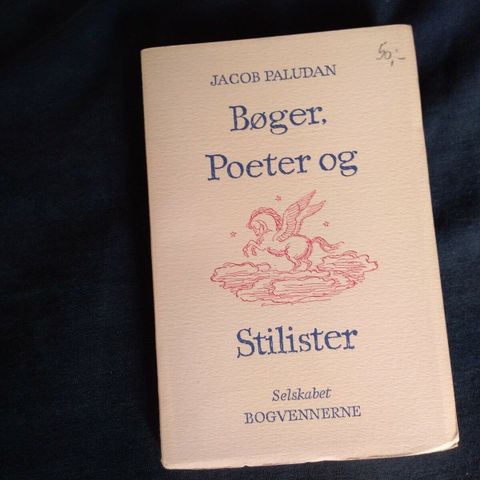 50,-
JACOB PALUDAN
Bøger,
Poeter og
Stilister
Selskabet
BOGVENNERNE